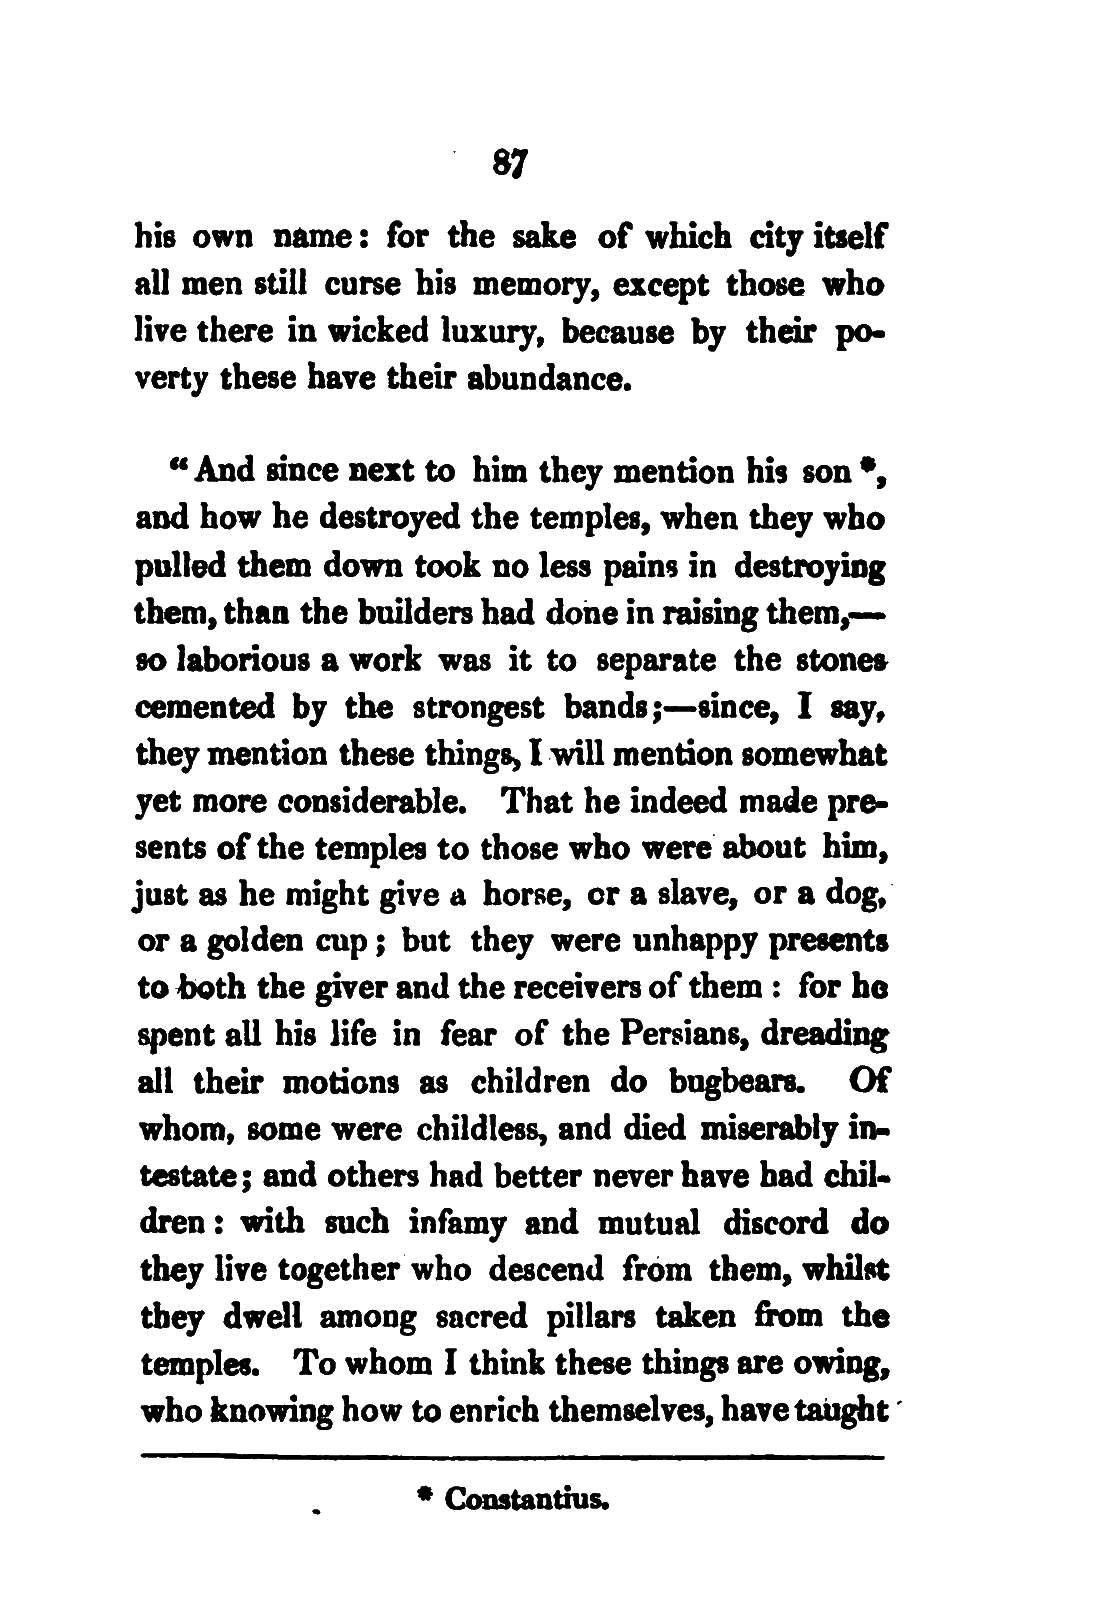 87
his own name: for the sake of which city itself
all men still curse his memory, except those who
live there in wicked luxury, because by their po-
verty these have their abundance.
“And since next to him they mention his son *,
and how he destroyed the temples, when they who
pulled them down took no less pains in destroying
them, than the builders had done in raising them,—
so laborious a work was it to separate the stones
cemented by the strongest bands;—since, I say,
they mention these things, I will mention somewhat
yet more considerable. That he indeed made pre-
sents of the temples to those who were about him,
just as he might give a horse, or a slave, or a dog,
or a golden cup; but they were unhappy presents
to both the giver and the receivers of them: for he
spent all his life in fear of the Persians, dreading
all their motions as children do bugbears. Of
whom, some were childless, and died miserably in-
testate; and others had better never have had chil-
dren: with such infamy and mutual discord do
they live together who descend from them, whilst
they dwell among sacred pillars taken from the
temples. To whom I think these things are owing,
who knowing how to enrich themselves, have taught
* Constantius.